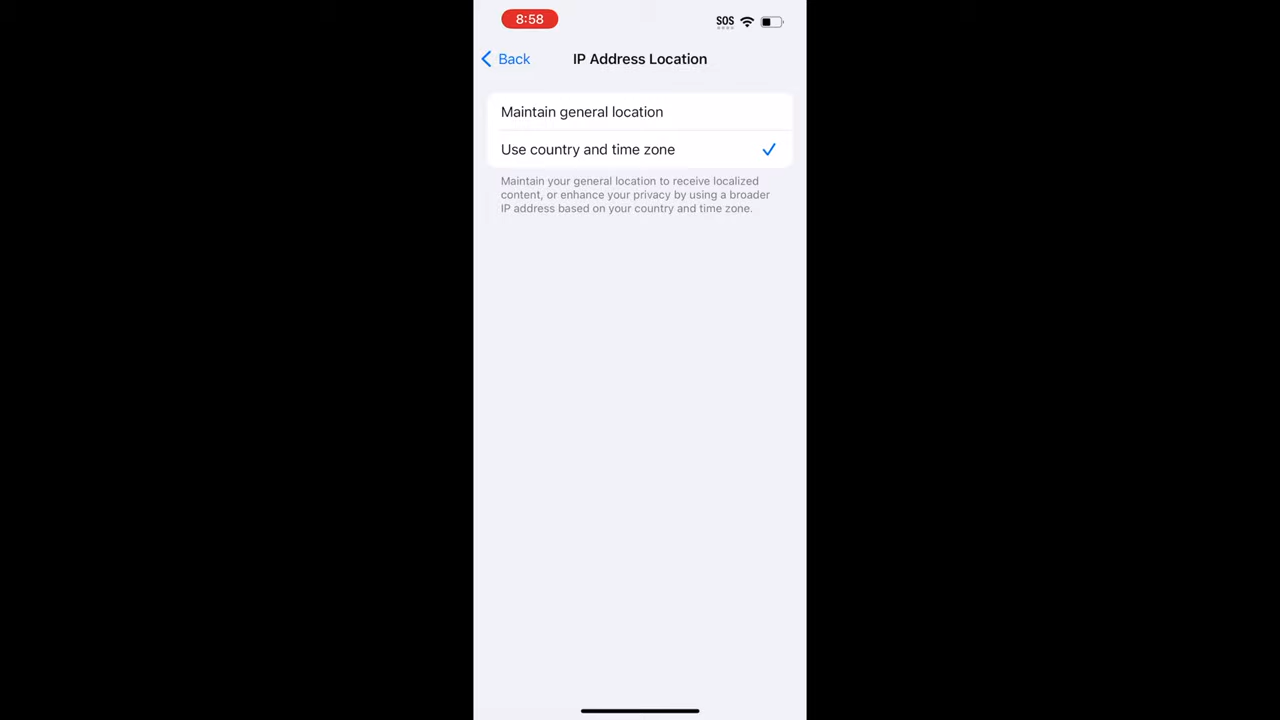 8:58
SOS
Back
IP Address Location
Maintain general location
Use country and time zone
Maintain your general location to receive localized
content, or enhance your privacy by using a broader
IP address based on your country and time zone.